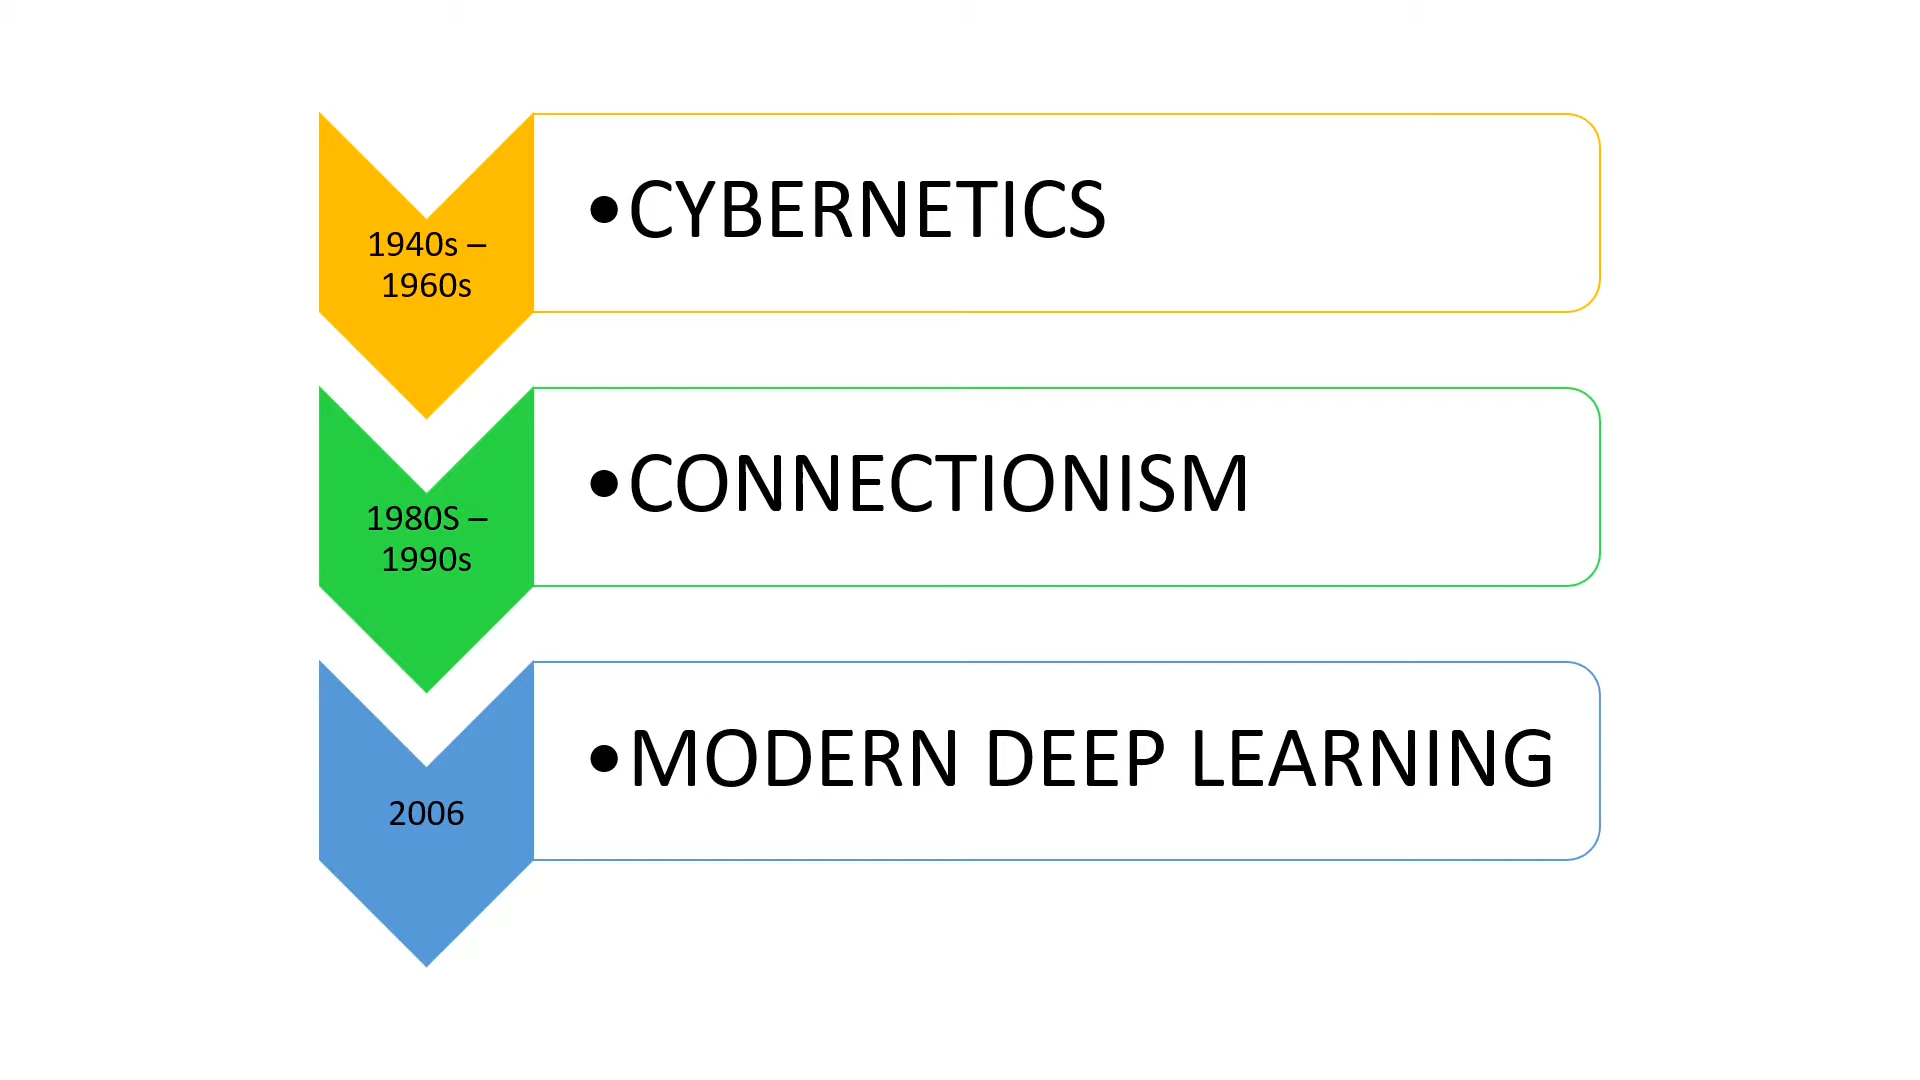 1940s –
1960s
•CYBERNETICS
1980S –
1990s
•CONNECTIONISM
2006
•MODERN DEEP LEARNING